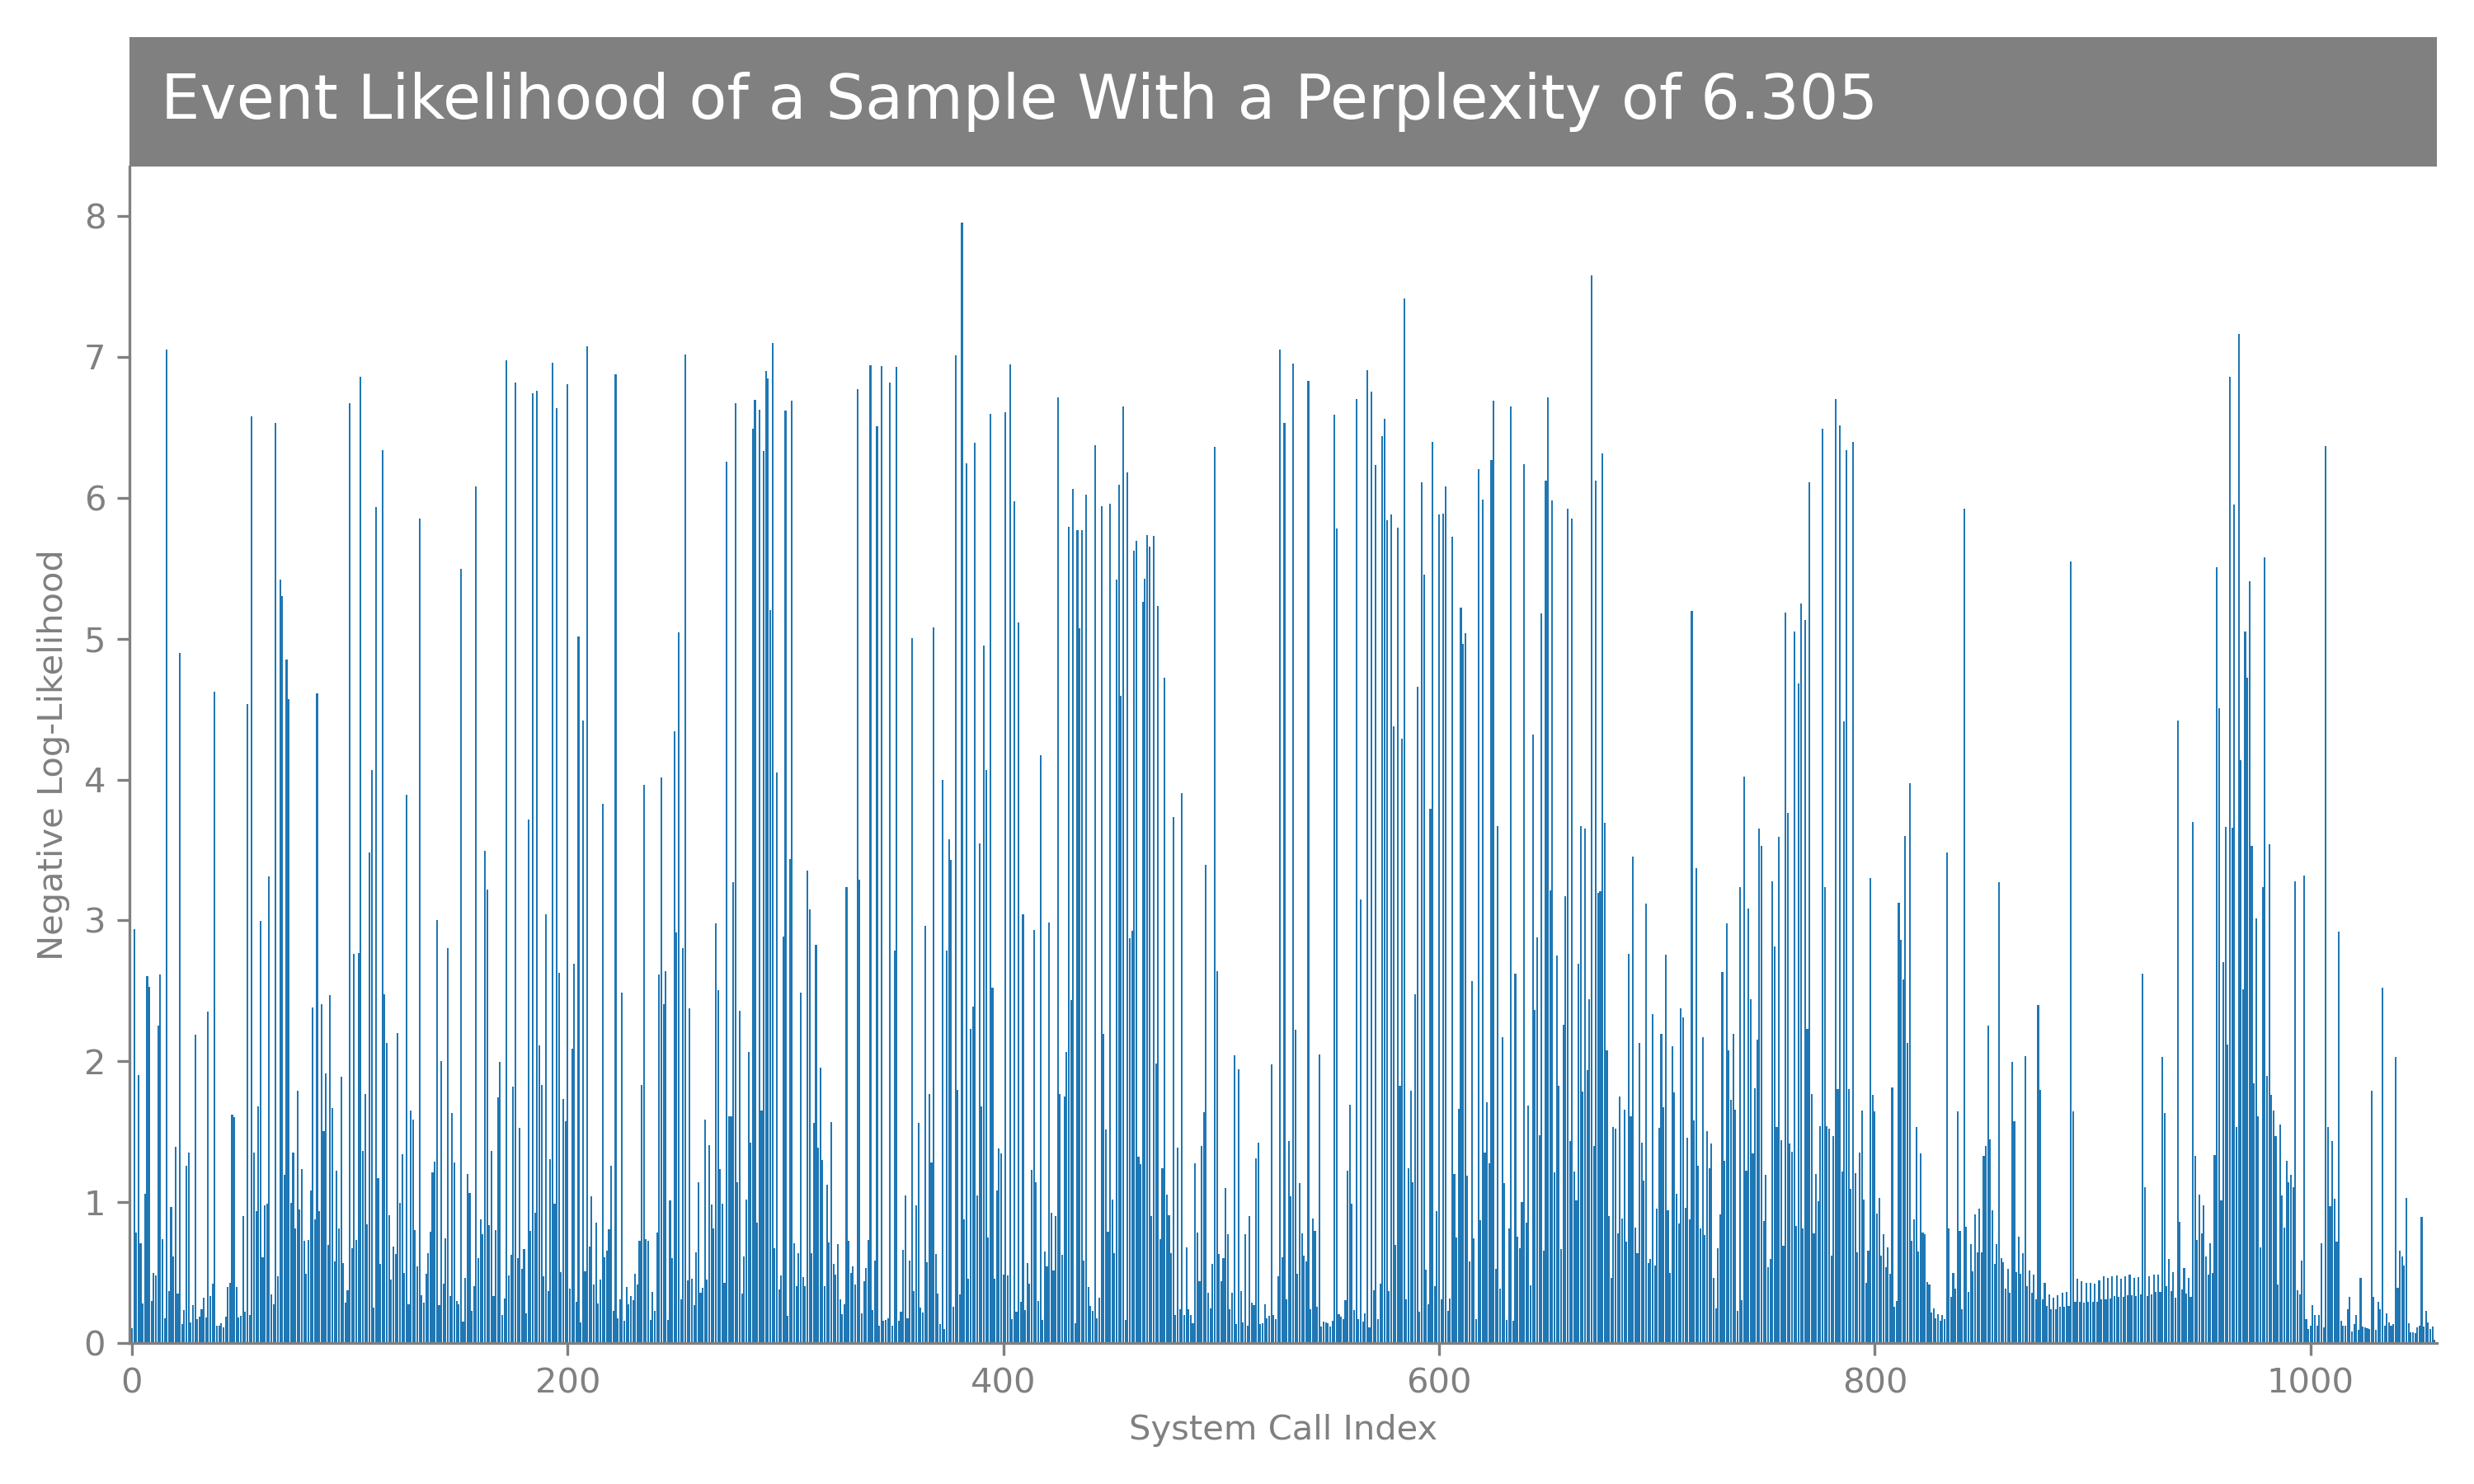 Event Likelihood of a Sample With a Perplexity of 6.305
8
7
6
5
4
3
2
1
0
Negative Log-Likelihood
0 200 400 600 800 1000
System Call Index